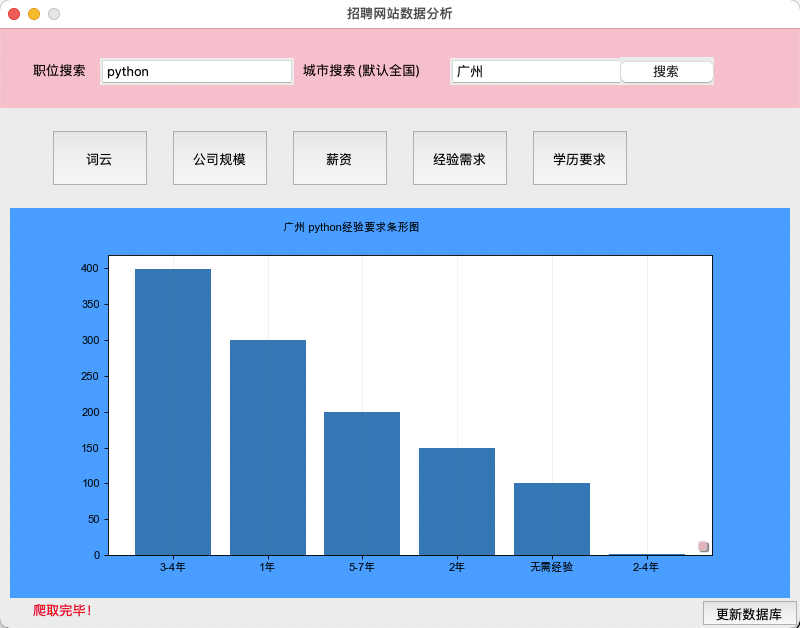 招聘网站数据分析
职位搜索 python 城市搜索(默认全国) 广州 搜索
词云 公司规模 薪资 经验需求 学历要求
广州 python经验要求条形图
400
350
300
250
200
150
100
50
0
3-4年 1年 5-7年 2年 无需经验 2-4年
爬取完毕!
更新数据库